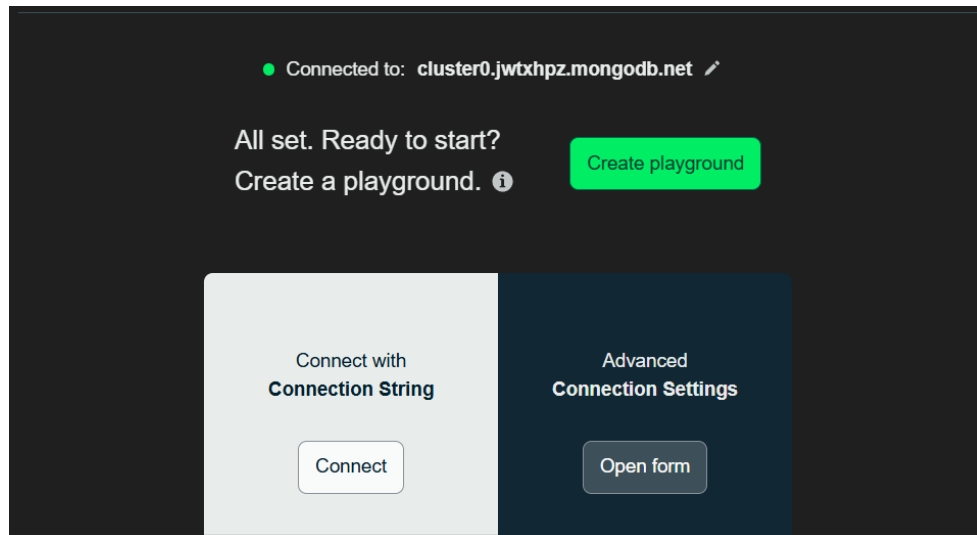 Connected to: cluster0.jwtxhpz.mongodb.net
All set. Ready to start?
Create a playground.
Create playground
Connect with
Connection String
Connect
Advanced
Connection Settings
Open form